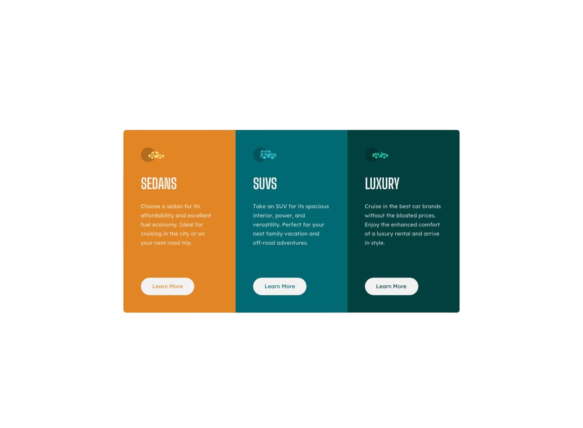 SEDANS
Choose a sedan for its
affordability and excellent
fuel economy. Ideal for
cruising in the city or on
your next road trip.
Learn More
SUVS
Take an SUV for its spacious
interior, power, and
versatility. Perfect for your
next family vacation and
off-road adventures.
Learn More
LUXURY
Cruise in the best car brands
without the bloated prices.
Enjoy the enhanced comfort
of a luxury rental and arrive
in style.
Learn More